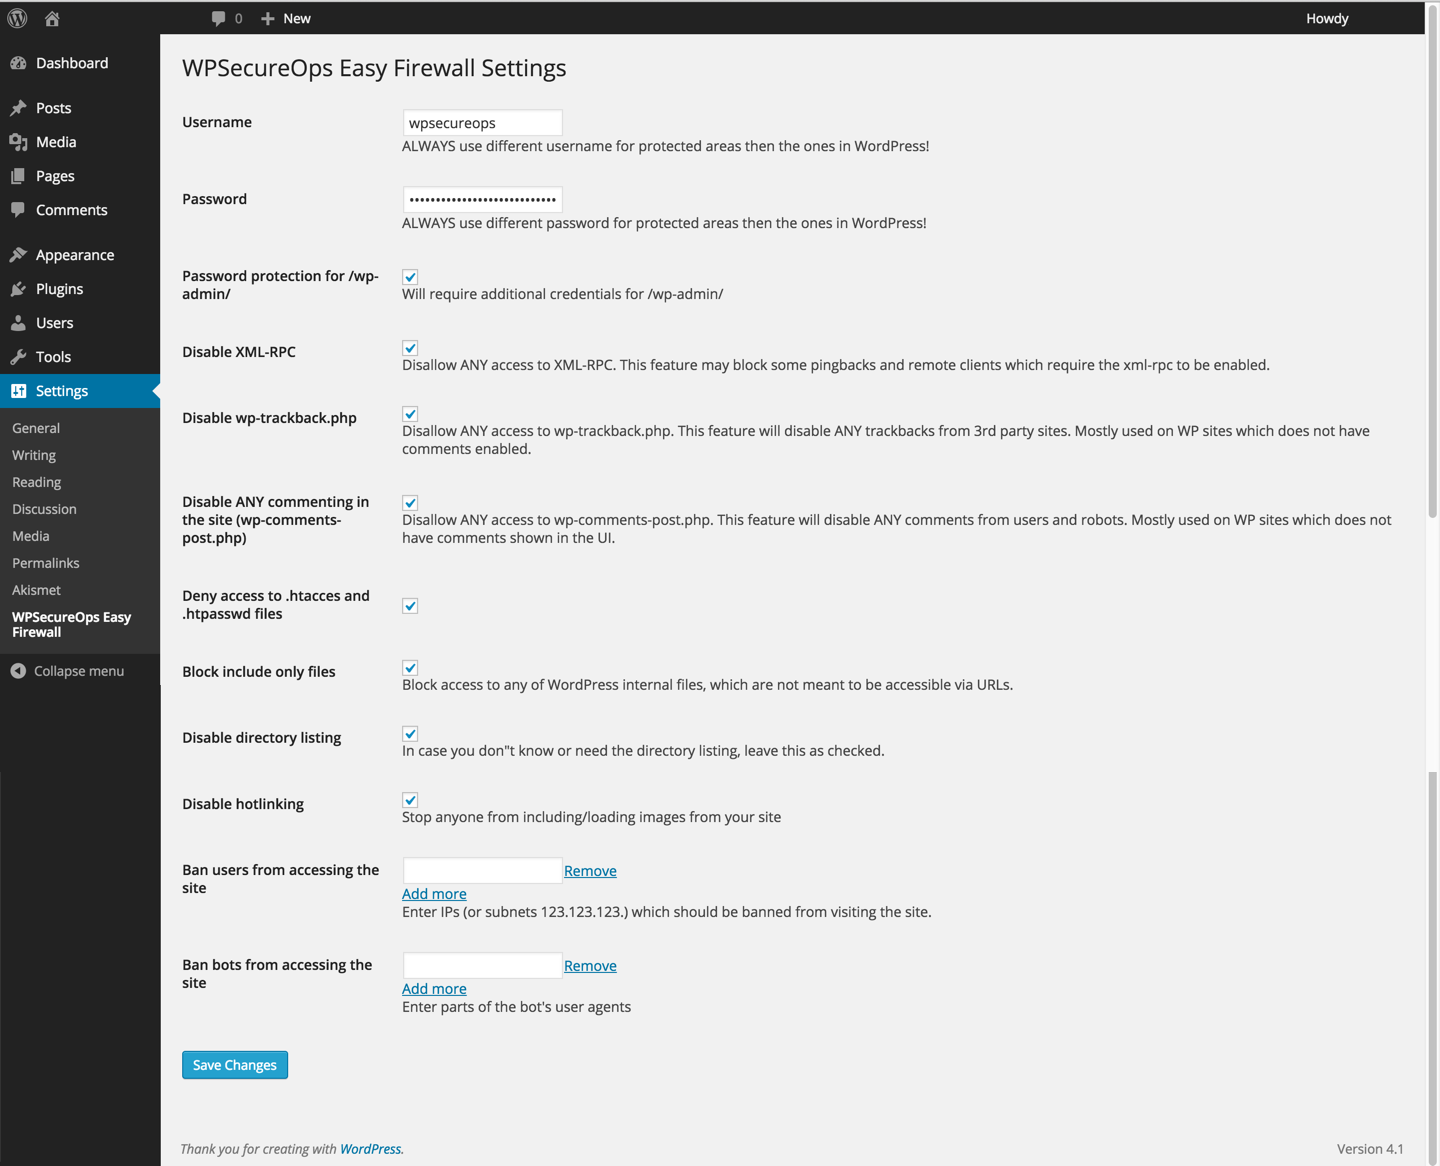 0
New
Howdy
Dashboard
Posts
Media
Pages
Comments
Appearance
Plugins
Users
Tools
Settings
General
Writing
Reading
Discussion
Media
Permalinks
Akismet
WPSecureOps Easy
Firewall
Collapse menu
WPSecureOps Easy Firewall Settings
Username
wpsecureops
ALWAYS use different username for protected areas then the ones in WordPress!
Password
••••••••••••••••••••••••••••
ALWAYS use different password for protected areas then the ones in WordPress!
Password protection for /wp-
admin/
Will require additional credentials for /wp-admin/
Disable XML-RPC
Disallow ANY access to XML-RPC. This feature may block some pingbacks and remote clients which require the xml-rpc to be enabled.
Disable wp-trackback.php
Disallow ANY access to wp-trackback.php. This feature will disable ANY trackbacks from 3rd party sites. Mostly used on WP sites which does not have
comments enabled.
Disable ANY commenting in
the site (wp-comments-
post.php)
Disallow ANY access to wp-comments-post.php. This feature will disable ANY comments from users and robots. Mostly used on WP sites which does not
have comments shown in the UI.
Deny access to .htacces and
.htpasswd files
Block include only files
Block access to any of WordPress internal files, which are not meant to be accessible via URLs.
Disable directory listing
In case you don"t know or need the directory listing, leave this as checked.
Disable hotlinking
Stop anyone from including/loading images from your site
Ban users from accessing the
site
Remove
Add more
Enter IPs (or subnets 123.123.123.) which should be banned from visiting the site.
Ban bots from accessing the
site
Remove
Add more
Enter parts of the bot's user agents
Save Changes
Thank you for creating with WordPress.
Version 4.1